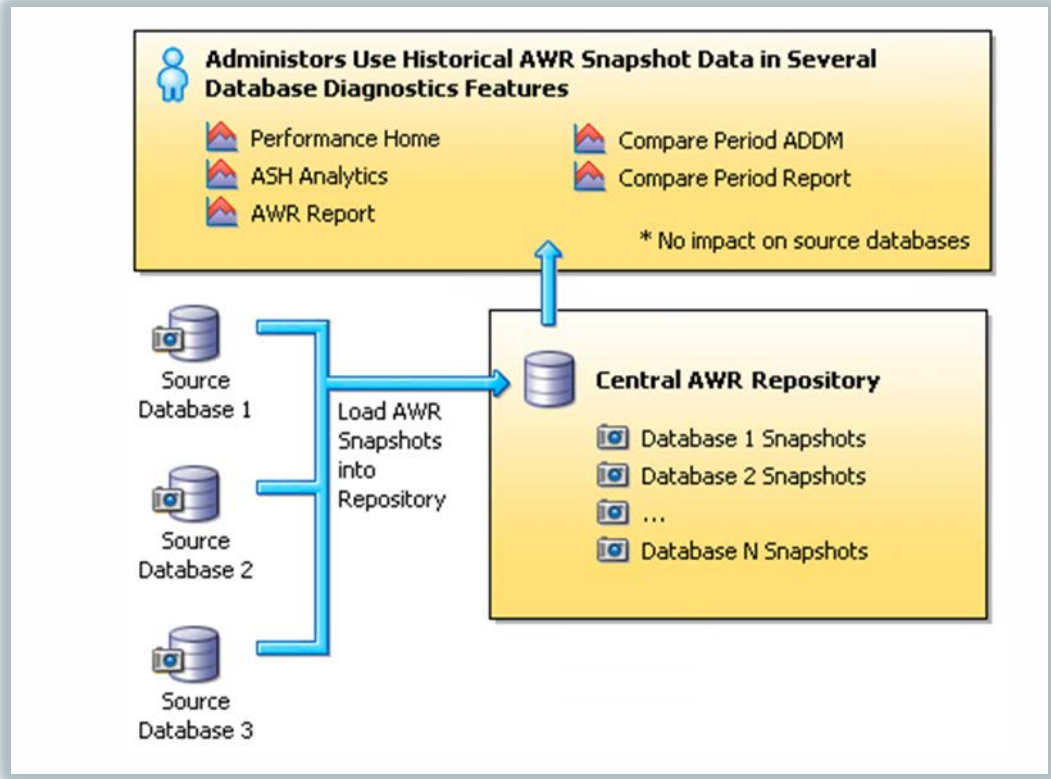 Administors Use Historical AWR Snapshot Data in Several
Database Diagnostics Features
Performance Home
ASH Analytics
AWR Report
Compare Period ADDM
Compare Period Report
* No impact on source databases
Source
Database 1
Source
Database 2
Source
Database 3
Load AWR
Snapshots
into
Repository
Central AWR Repository
Database 1 Snapshots
Database 2 Snapshots
...
Database N Snapshots